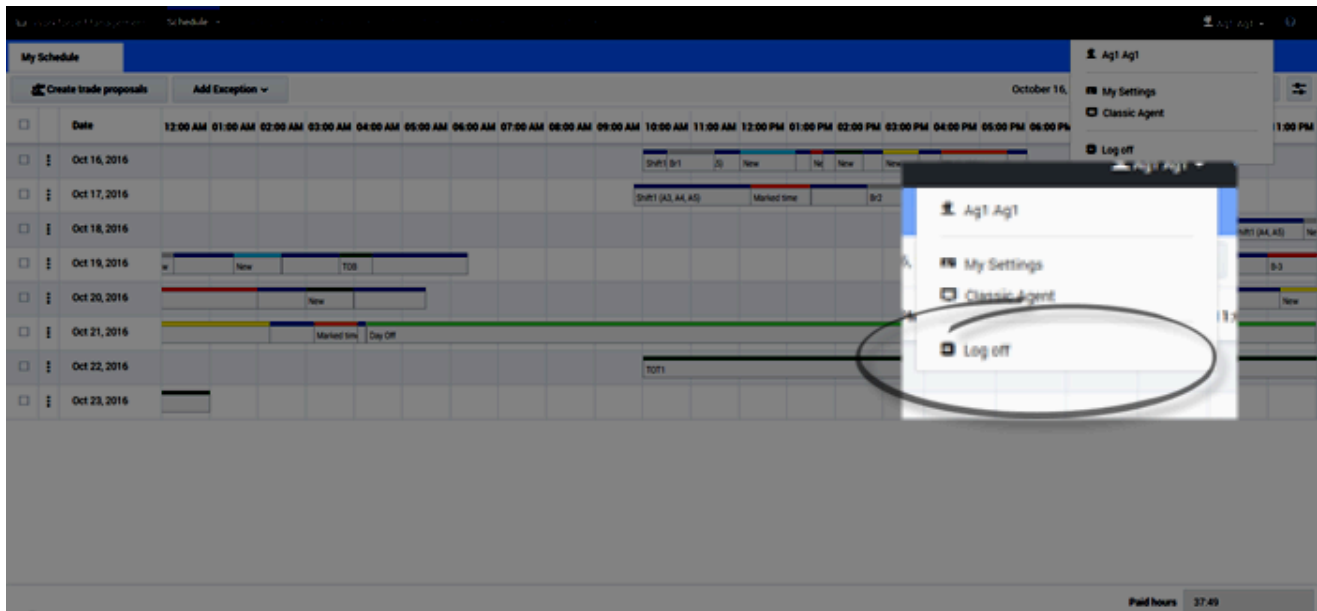 Workforce Management Schedule Ag1 Ag1
My Schedule
Ag1 Ag1
Create trade proposals Add Exception October 16,
My Settings
Classic Agent
Log off
Date 12:00 AM 01:00 AM 02:00 AM 03:00 AM 04:00 AM 05:00 AM 06:00 AM 07:00 AM 08:00 AM 09:00 AM 10:00 AM 11:00 AM 12:00 PM 01:00 PM 02:00 PM 03:00 PM 04:00 PM 05:00 PM 06:00 PM
Oct 16, 2016 Shift1 Br1 New New
Oct 17, 2016 Shift1 (A3, A4, A5) Marked time Br2
Oct 18, 2016
Oct 19, 2016 New TOB
Oct 20, 2016 New New
Oct 21, 2016 Marked time Day Off
Oct 22, 2016 TOT1
Oct 23, 2016
Ag1 Ag1
Ag1 Ag1
My Settings
Classic Agent
Log off
Paid hours 37:49